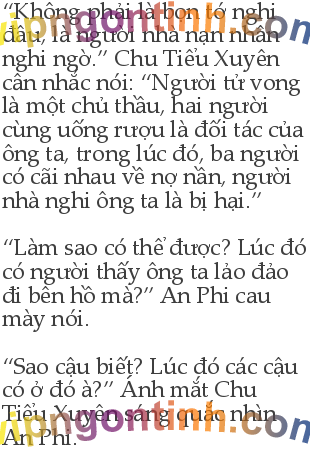 “Không phải là bọn tớ nghi
đâu, là người nhà nạn nhân
nghi ngờ.” Chu Tiểu Xuyên
cân nhắc nói: “Người tử vong
là một chủ thầu, hai người
cùng uống rượu là đối tác của
ông ta, trong lúc đó, ba người
có cãi nhau về nợ nần, người
nhà nghi ông ta là bị hại.”
“Làm sao có thể được? Lúc đó
có người thấy ông ta lảo đảo
đi bên hồ mà?” An Phi cau
mày nói.
“Sao cậu biết? Lúc đó các cậu
có ở đó à?” Ánh mắt Chu
Tiểu Xuyên sáng quắc nhìn
An Phi.
vipngontinh.com
vipngontinh.com